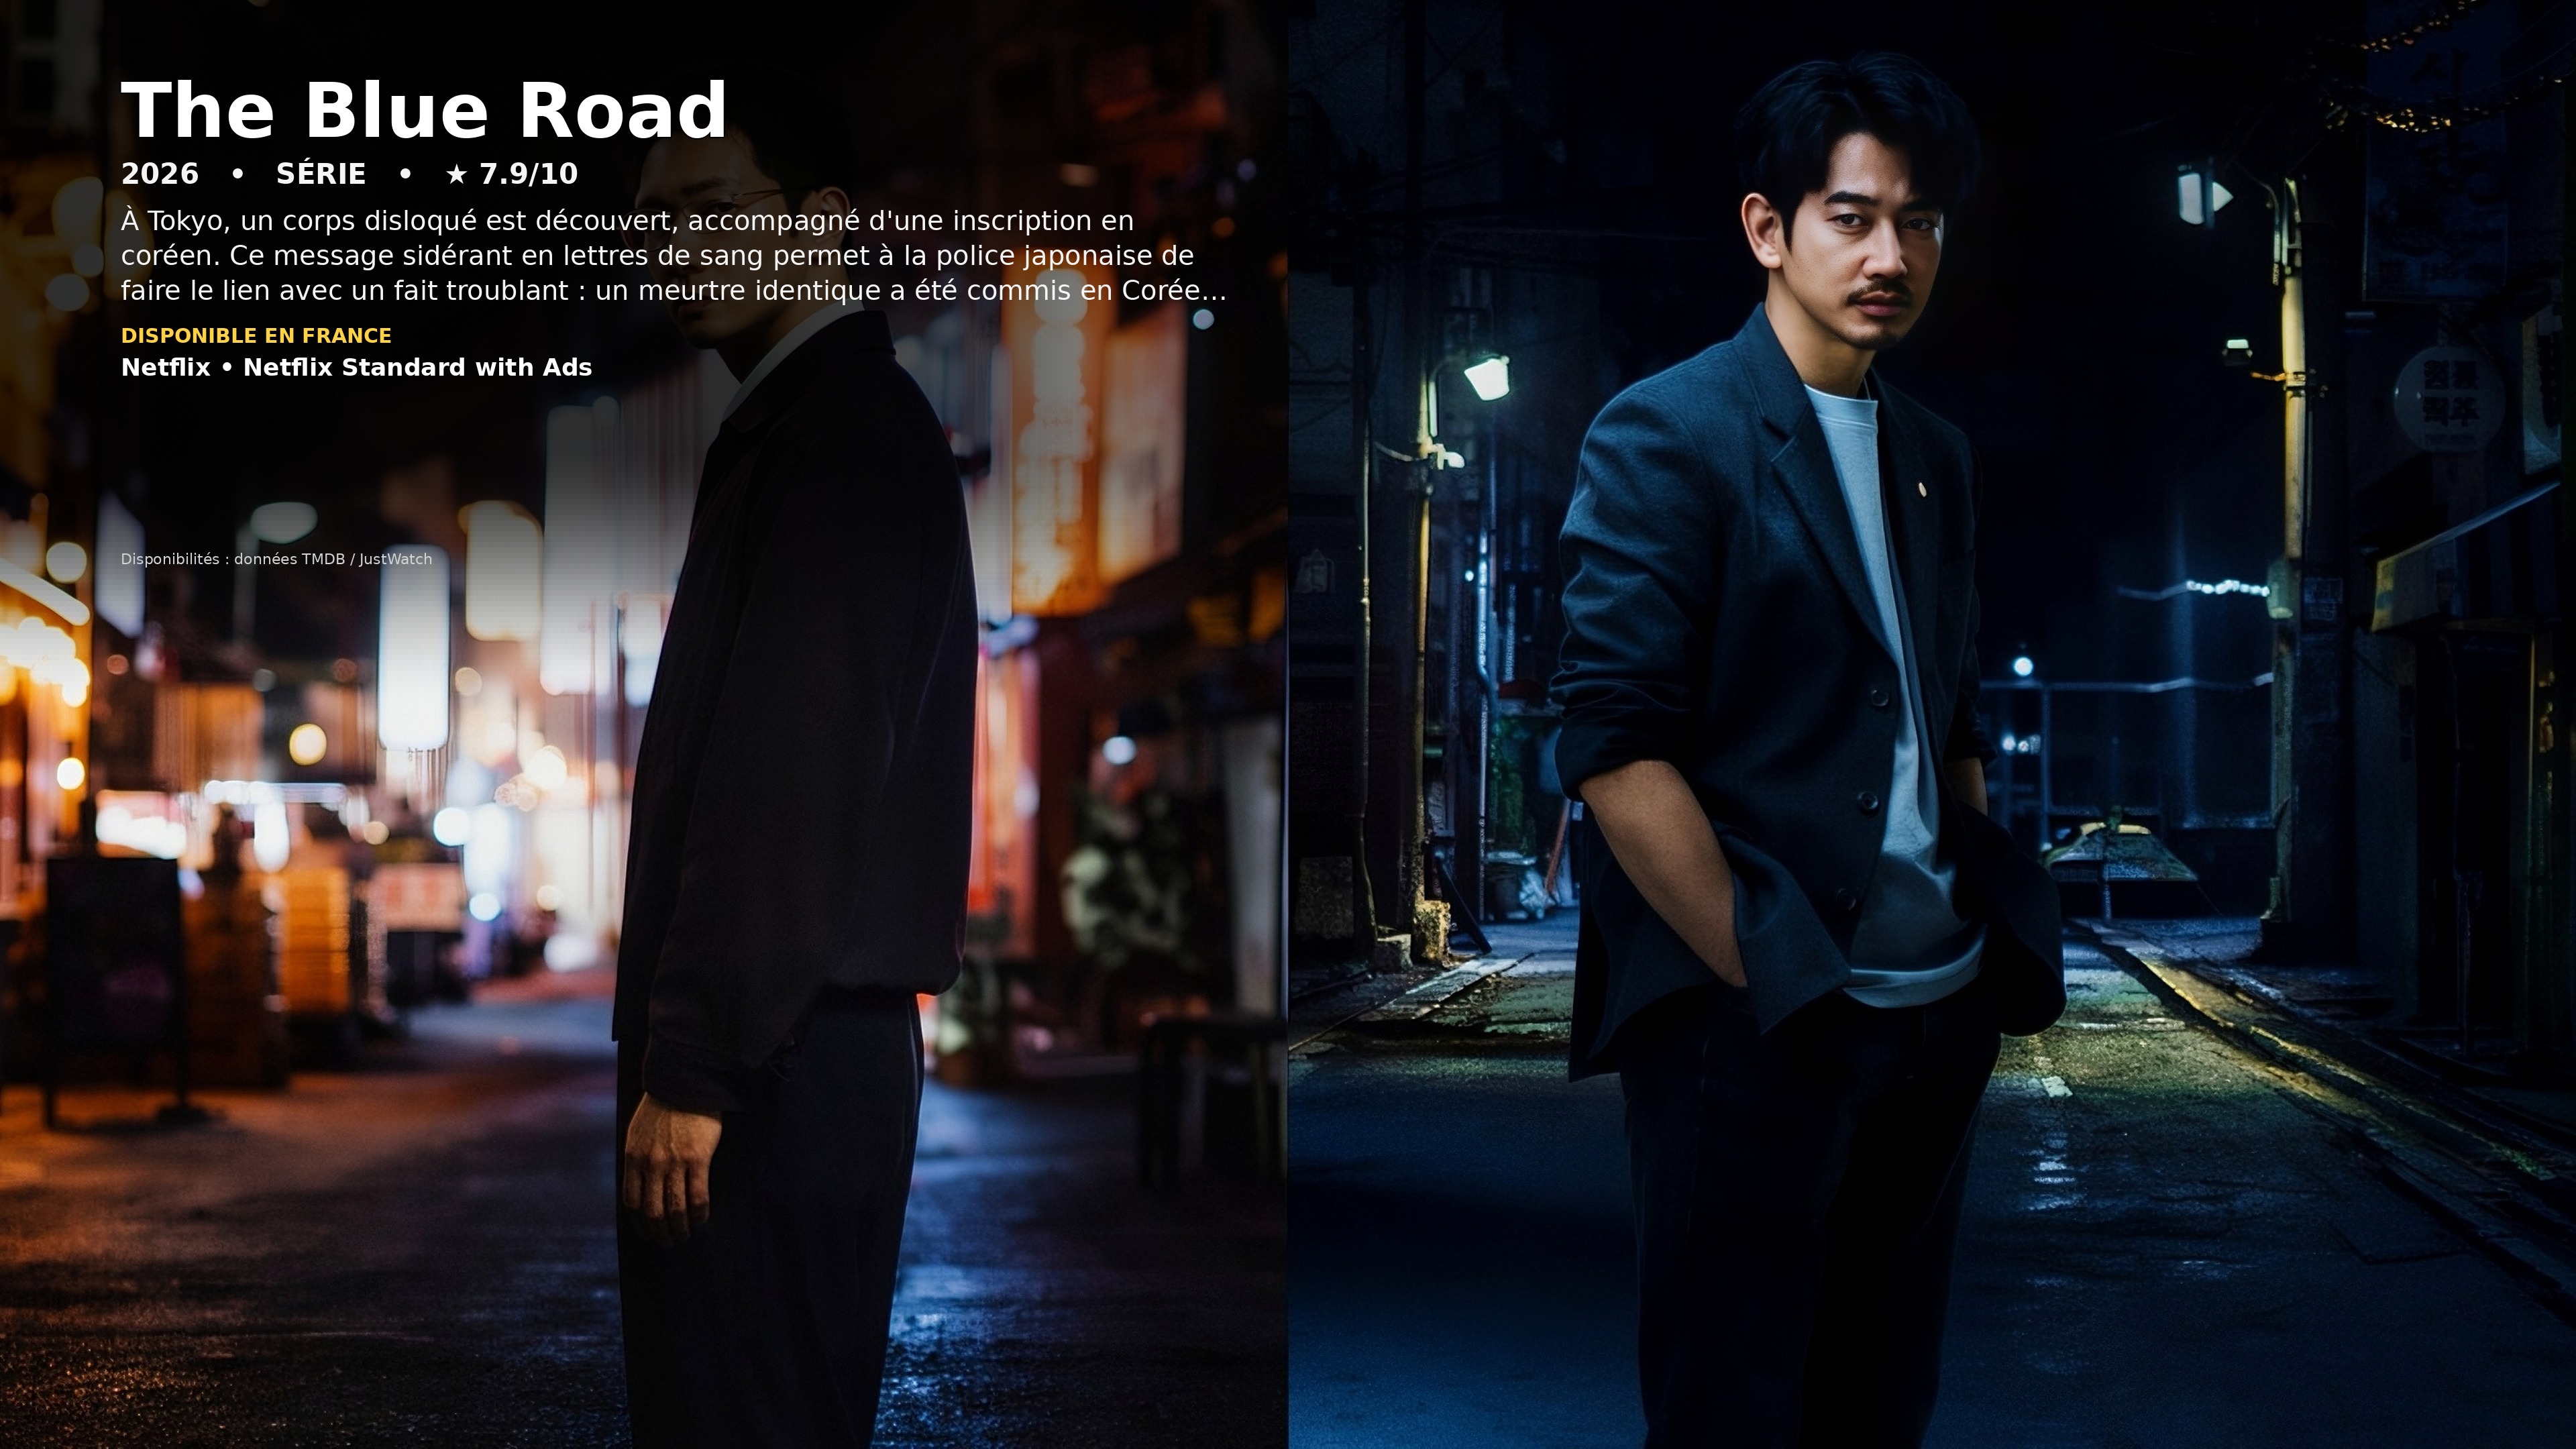 The Blue Road
2026 • SÉRIE • ★ 7.9/10
À Tokyo, un corps disloqué est découvert, accompagné d'une inscription en
coréen. Ce message sidérant en lettres de sang permet à la police japonaise de
faire le lien avec un fait troublant : un meurtre identique a été commis en Corée...
DISPONIBLE EN FRANCE
Netflix • Netflix Standard with Ads
Disponibilités : données TMDB / JustWatch